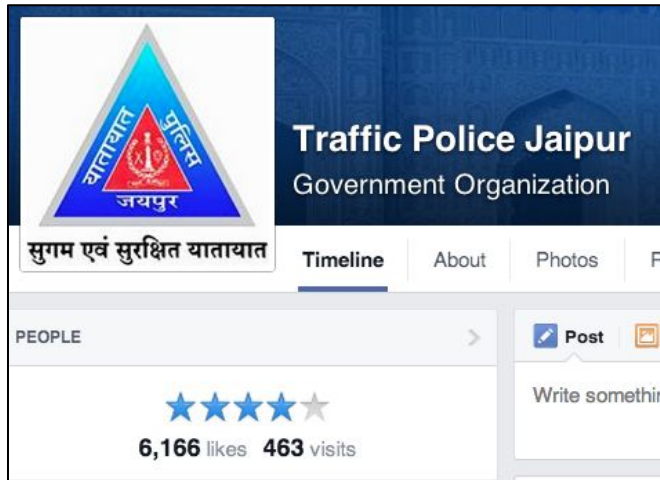 यातायात पुलिस
जयपुर
सुगम एवं सुरक्षित यातायात
Traffic Police Jaipur
Government Organization
Timeline About Photos
PEOPLE
6,166 likes 463 visits
Post
Write somethin